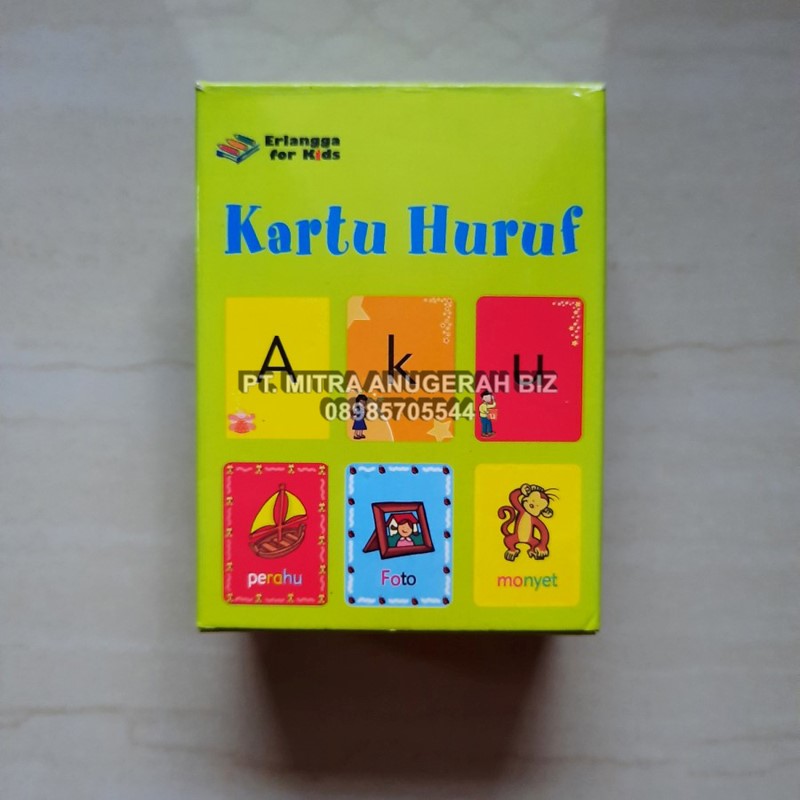 Erlangga
for Kids
Kartu Huruf
A k u
PT. MITRA ANUGERAH BIZ
08985705544
perahu Foto monyet